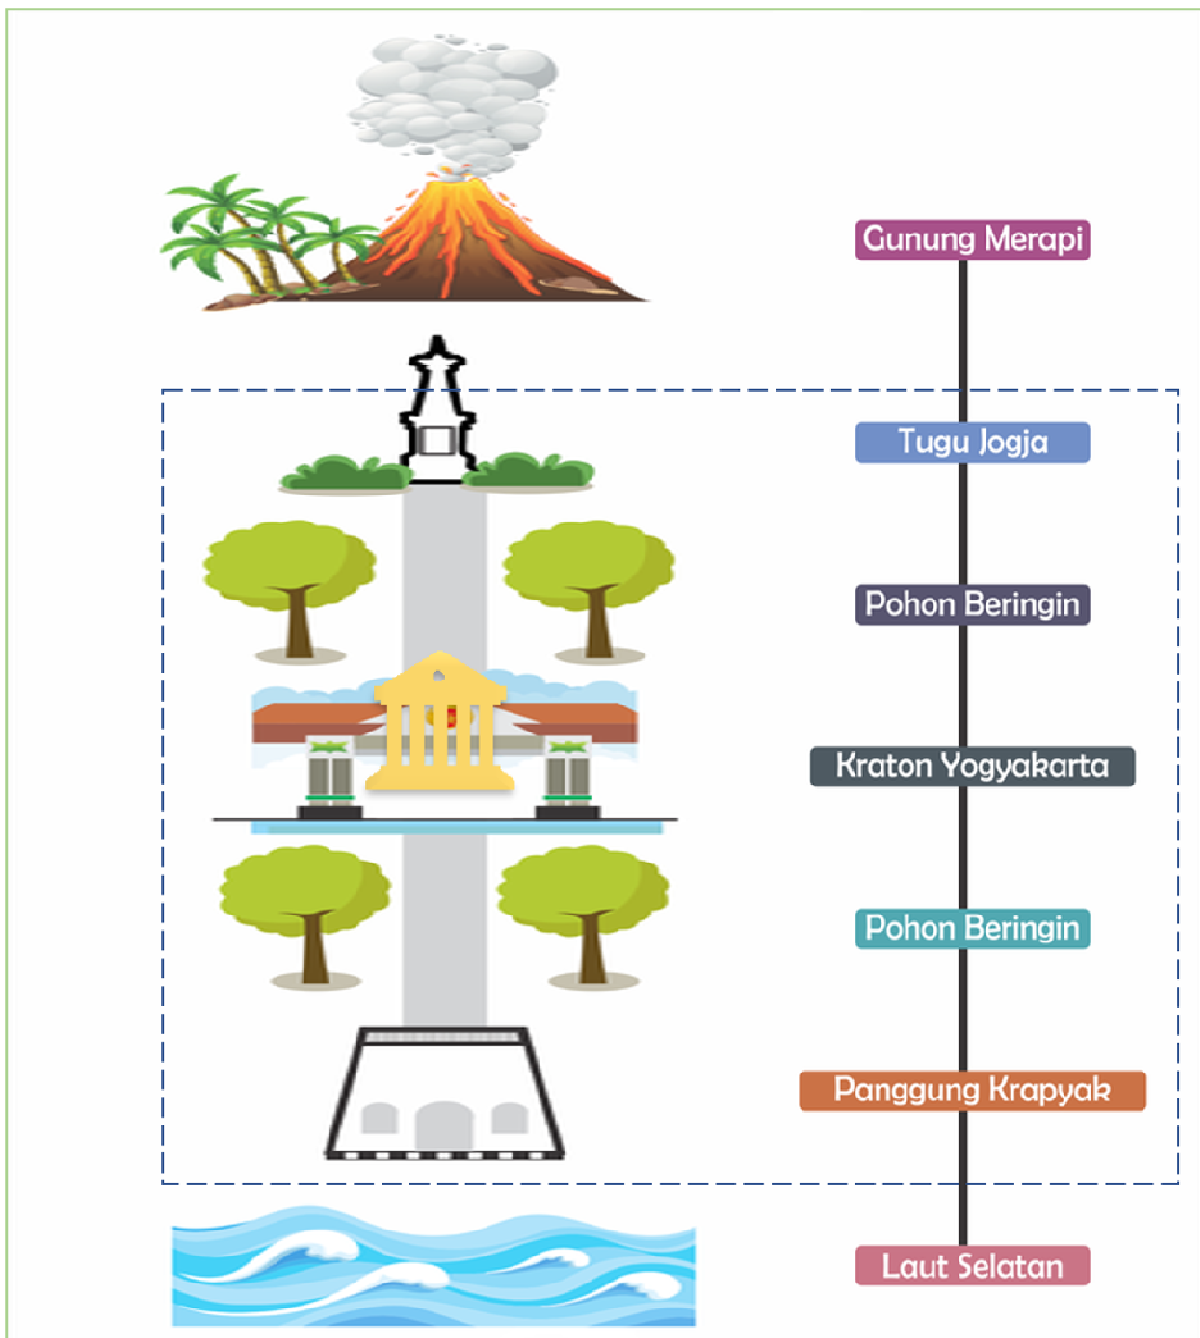 Gunung Merapi
Tugu Jogja
Pohon Beringin
Kraton Yogyakarta
Pohon Beringin
Panggung Krapyak
Laut Selatan